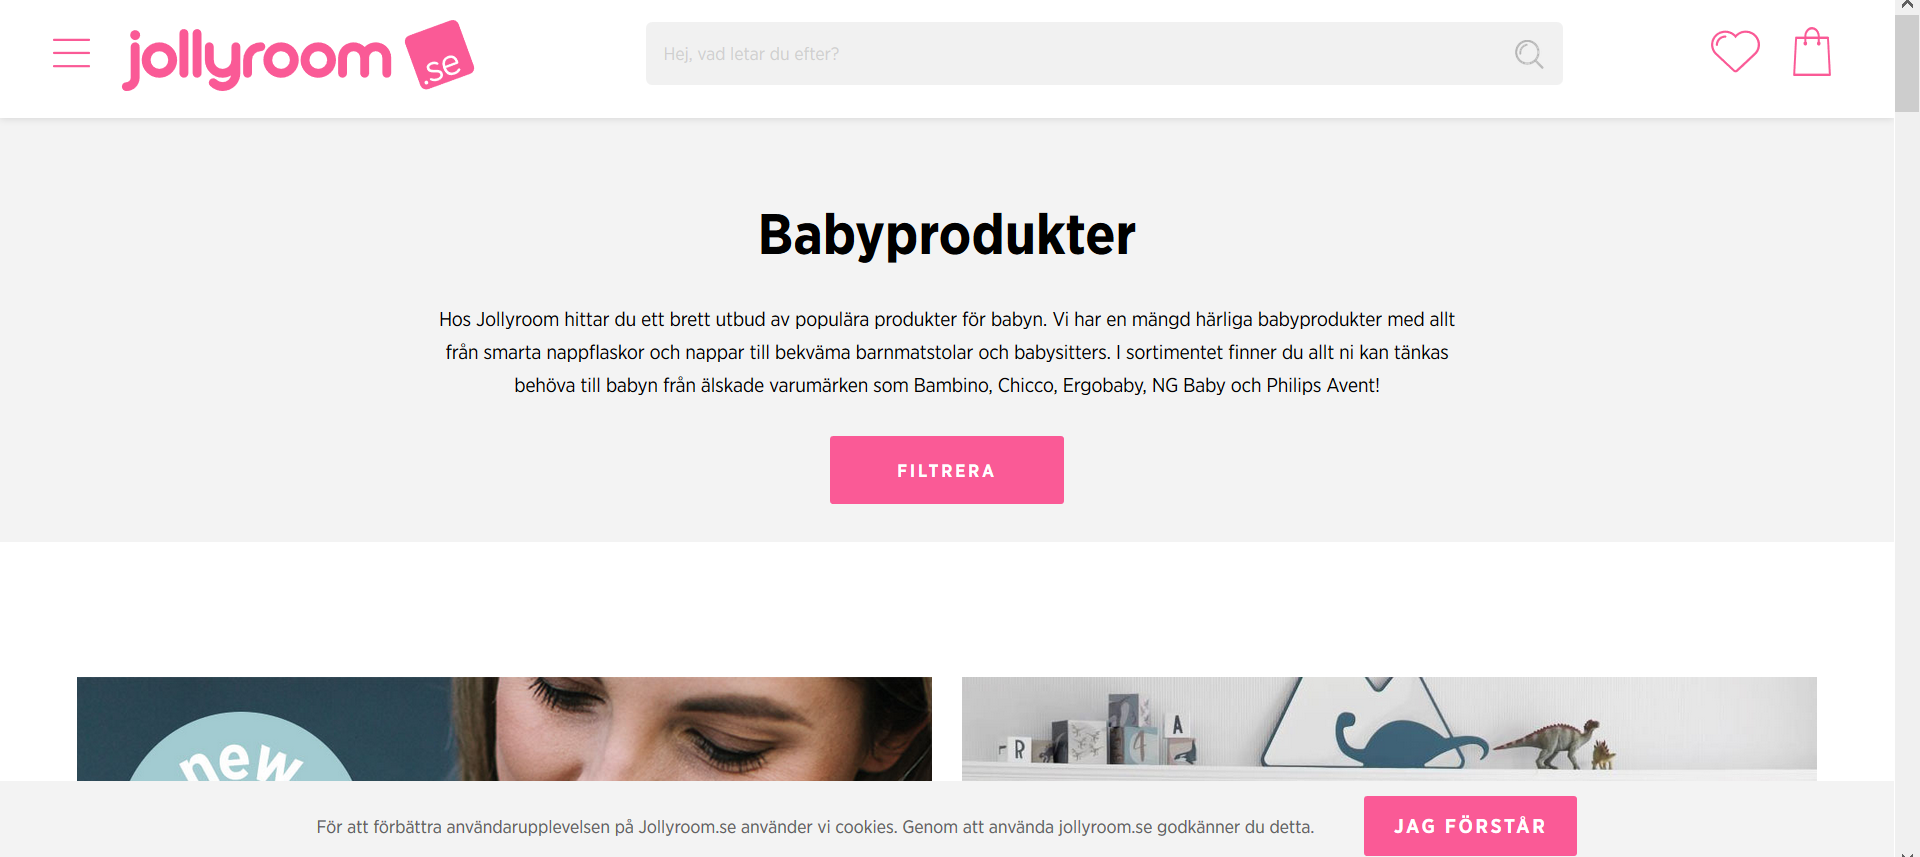 jollyroom .se
Hej, vad letar du efter?
Babyprodukter
Hos Jollyroom hittar du ett brett utbud av populära produkter för babyn. Vi har en mängd härliga babyprodukter med allt
från smarta nappflaskor och nappar till bekväma barnmatstolar och babysitters. I sortimentet finner du allt ni kan tänkas
behöva till babyn från älskade varumärken som Bambino, Chicco, Ergobaby, NG Baby och Philips Avent!
FILTRERA
new
R 4 A
För att förbättra användarupplevelsen på Jollyroom.se använder vi cookies. Genom att använda jollyroom.se godkänner du detta.
JAG FÖRSTÅR